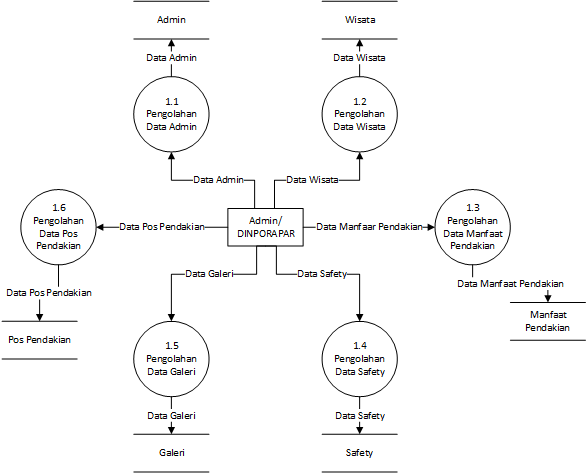 Admin
Wisata
Data Admin
Data Wisata
1.1
Pengolahan
Data Admin
1.2
Pengolahan
Data Wisata
Data Admin
Data Wisata
1.6
Pengolahan
Data Pos
Pendakian
Data Pos Pendakian
Admin/
DINPORAPAR
Data Manfaar Pendakian
1.3
Pengolahan
Data Manfaat
Pendakian
Data Galeri
Data Safety
Data Pos Pendakian
Data Manfaat Pendakian
Pos Pendakian
Manfaat
Pendakian
1.5
Pengolahan
Data Galeri
1.4
Pengolahan
Data Safety
Data Galeri
Data Safety
Galeri
Safety